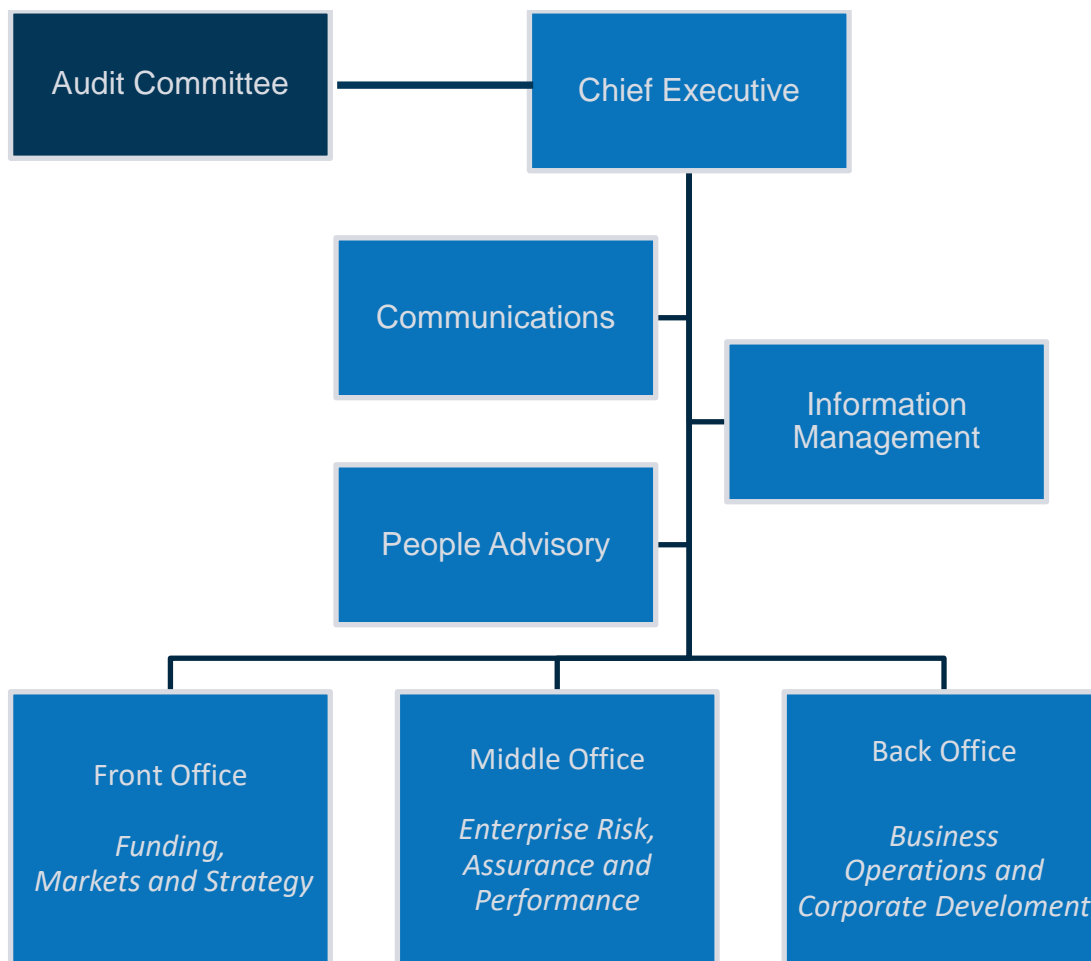 Audit Committee
Chief Executive
Communications
Information
Management
People Advisory
Front Office
Funding,
Markets and Strategy
Middle Office
Enterprise Risk,
Assurance and
Performance
Back Office
Business
Operations and
Corporate Develoment